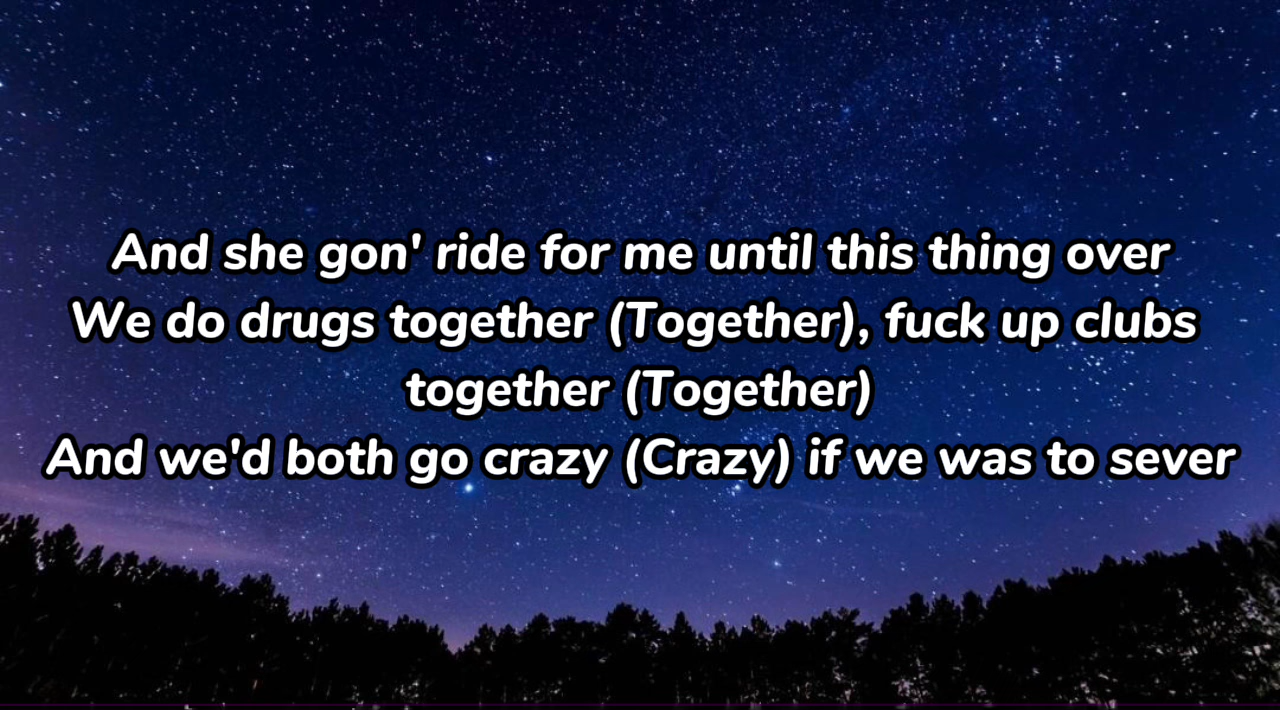 And she gon' ride for me until this thing over
We do drugs together (Together), fuck up clubs
together (Together)
And we'd both go crazy (Crazy) if we was to sever